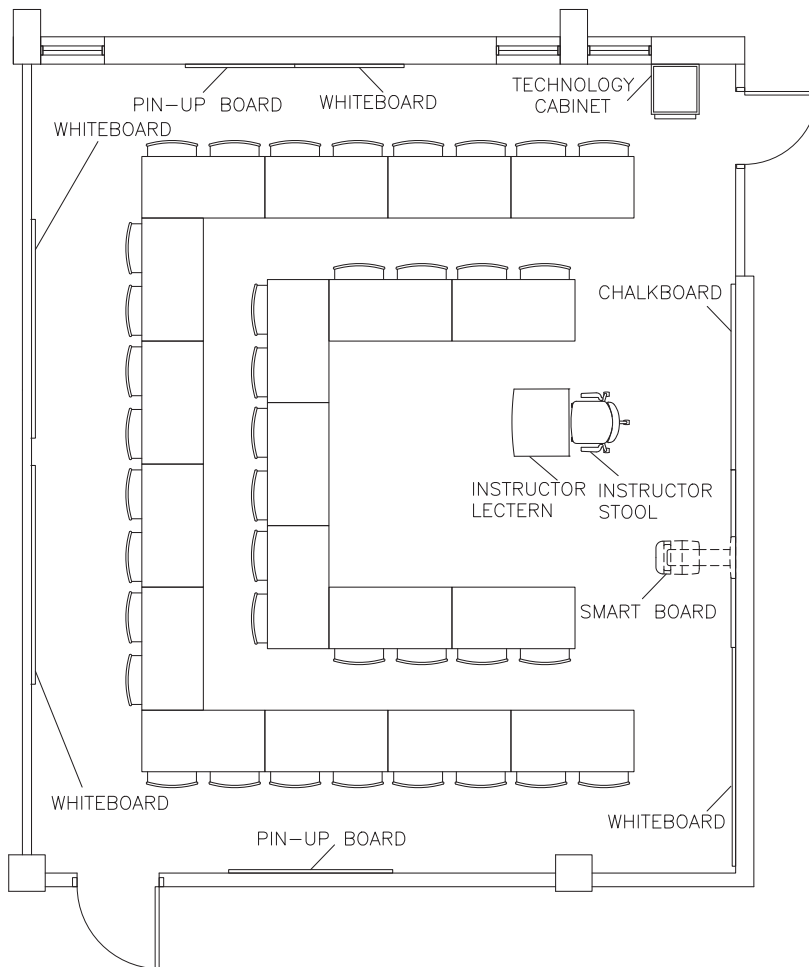 TECHNOLOGY
CABINET
PIN-UP BOARD
WHITEBOARD
WHITEBOARD
CHALKBOARD
INSTRUCTOR
LECTERN
INSTRUCTOR
STOOL
SMART BOARD
WHITEBOARD
WHITEBOARD
PIN-UP BOARD